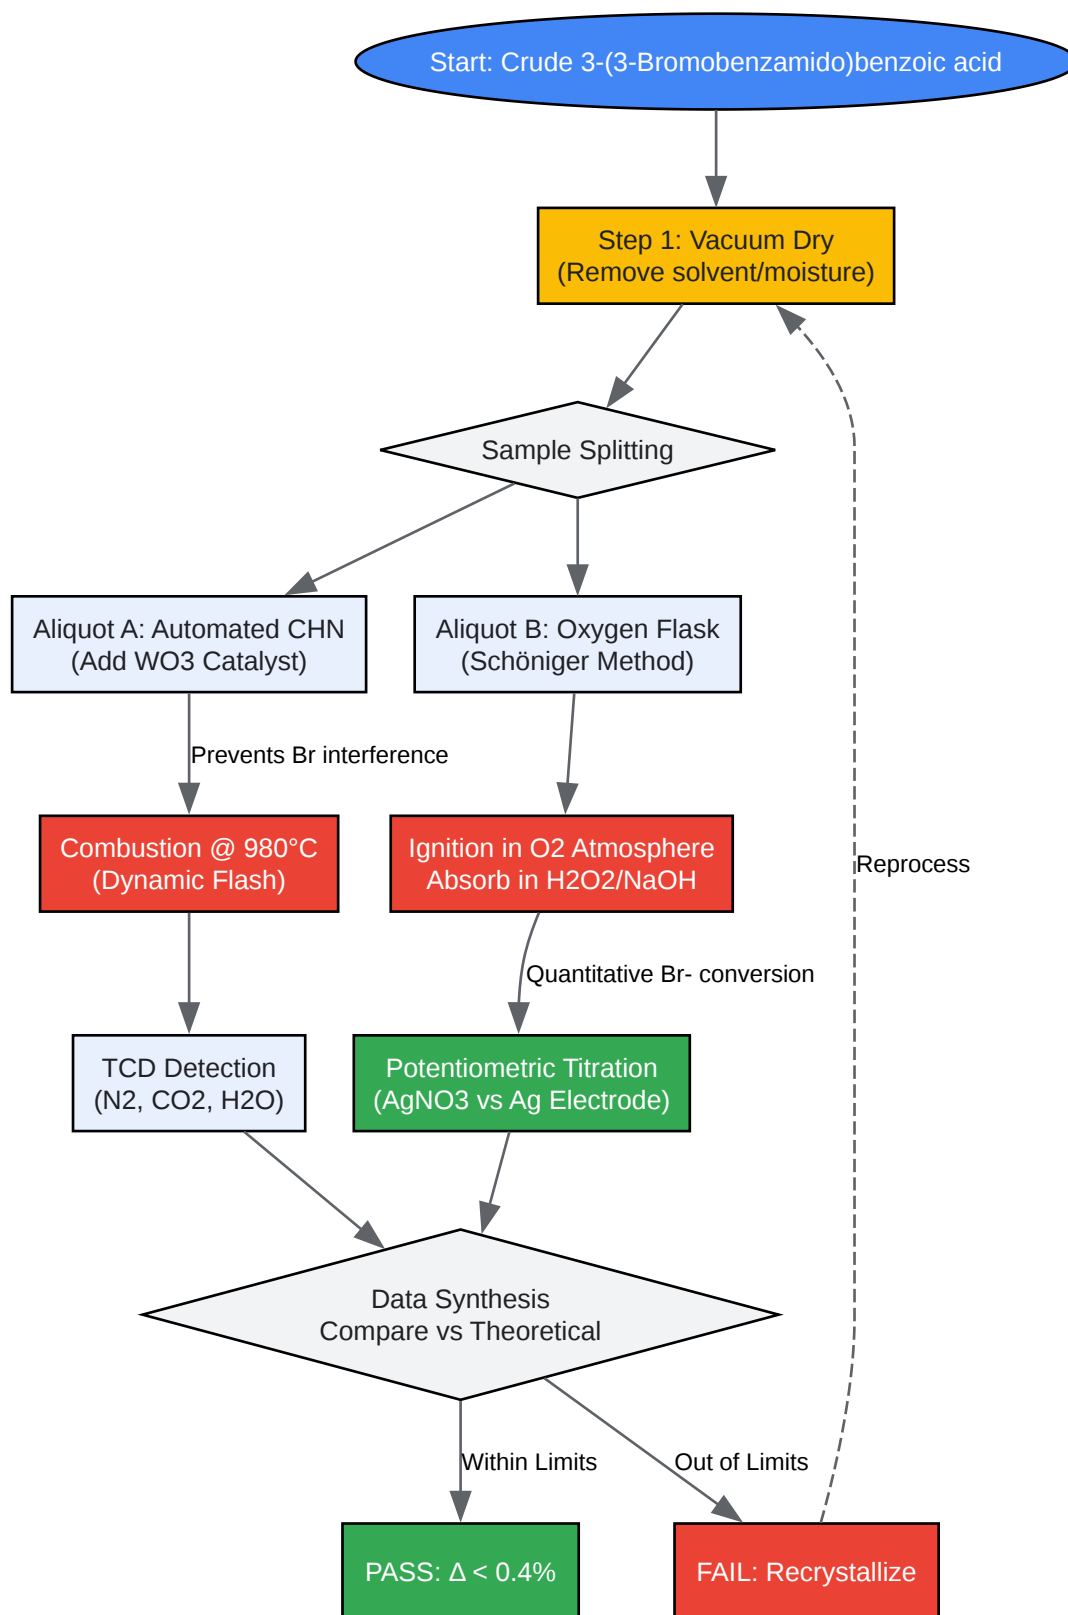 Start: Crude 3-(3-Bromobenzamido)benzoic acid
Step 1: Vacuum Dry
(Remove solvent/moisture)
Sample Splitting
Aliquot A: Automated CHN
(Add WO3 Catalyst)
Aliquot B: Oxygen Flask
(Schöniger Method)
Prevents Br interference
Combustion @ 980°C
(Dynamic Flash)
Ignition in O2 Atmosphere
Absorb in H2O2/NaOH
Reprocess
Quantitative Br- conversion
TCD Detection
(N2, CO2, H2O)
Potentiometric Titration
(AgNO3 vs Ag Electrode)
Data Synthesis
Compare vs Theoretical
Within Limits
Out of Limits
PASS: Δ < 0.4%
FAIL: Recrystallize